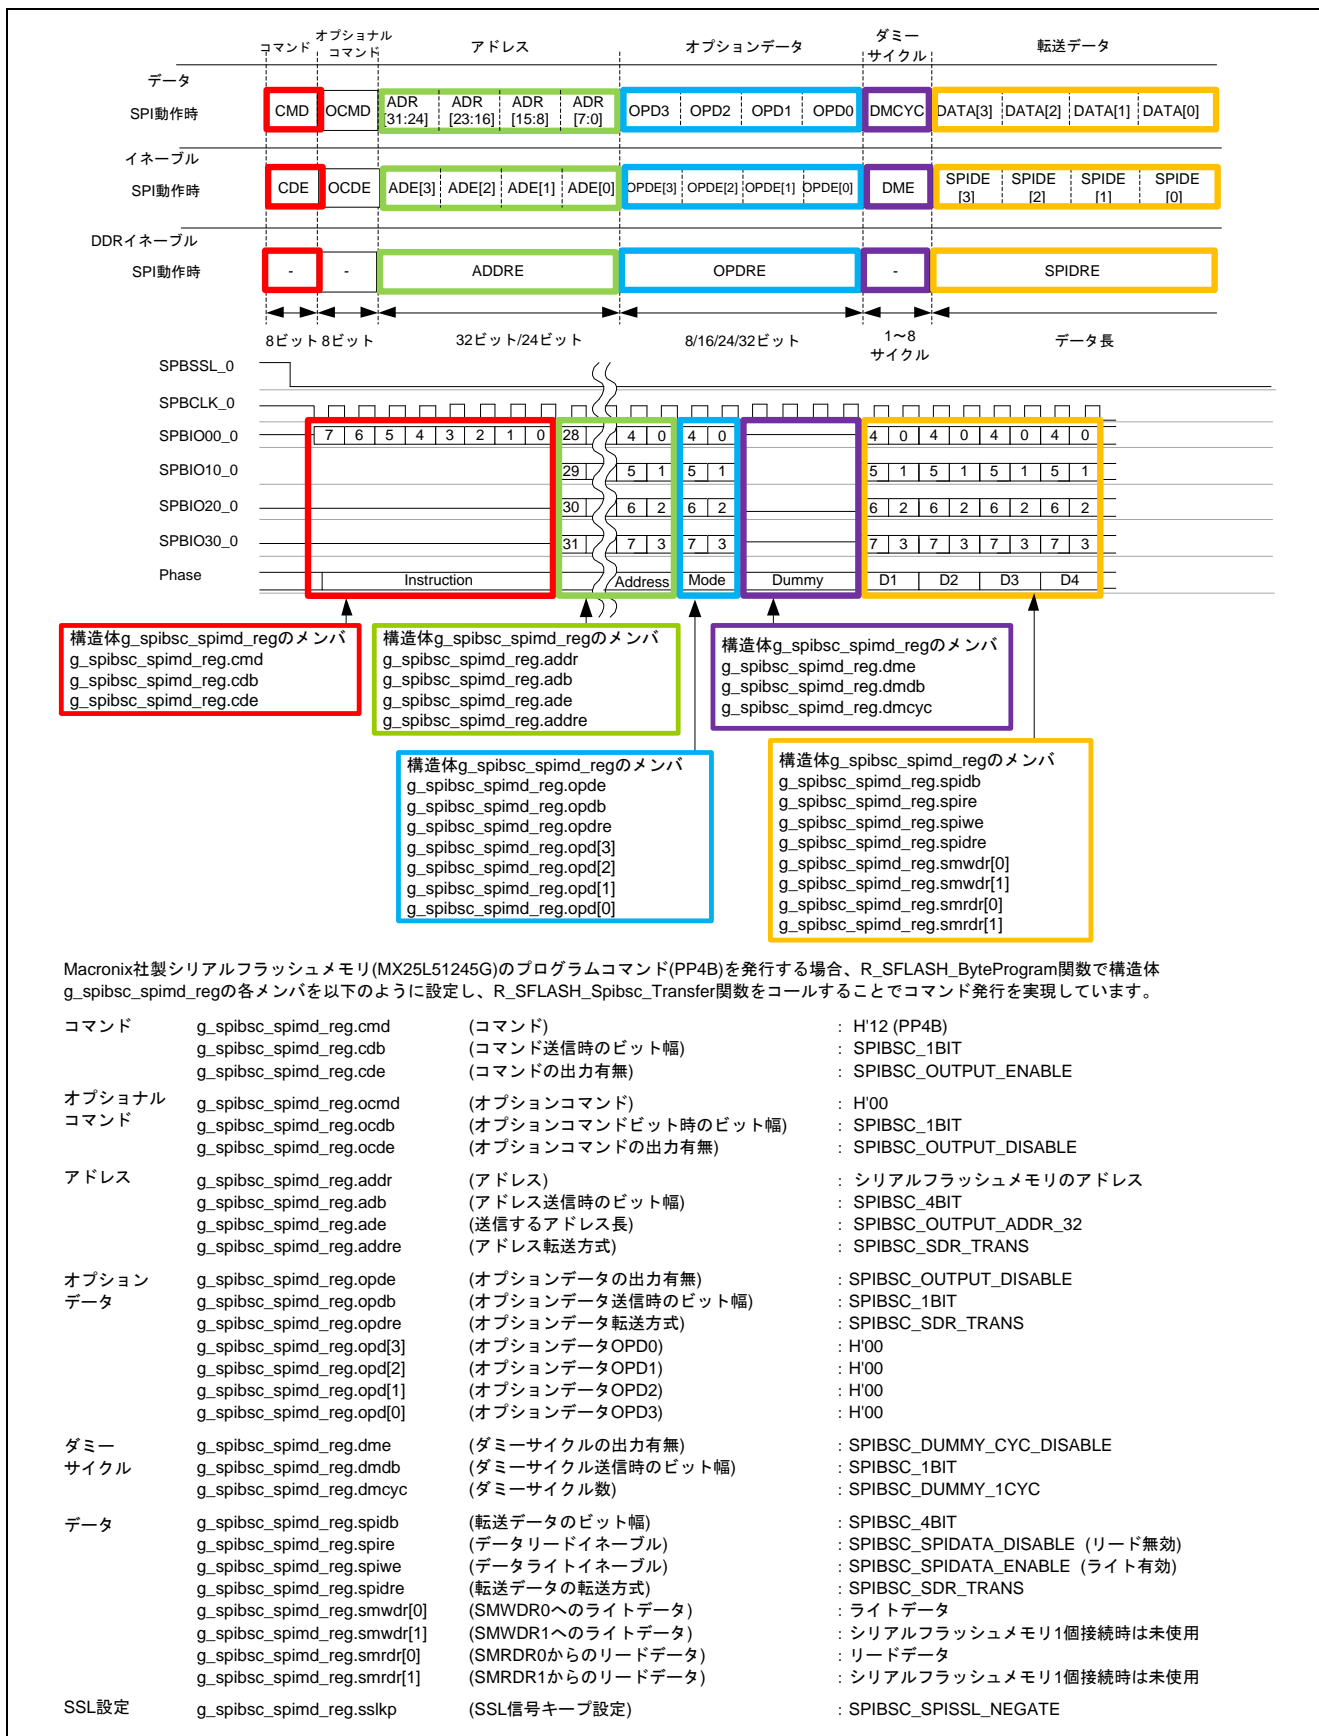 コマンド オプショナル コマンド アドレス オプションデータ ダミー サイクル 転送データ
データ
SPI動作時 CMD OCMD ADR [31:24] ADR [23:16] ADR [15:8] ADR [7:0] OPD3 OPD2 OPD1 OPD0 DMCYC DATA[3] DATA[2] DATA[1] DATA[0]
イネーブル
SPI動作時 CDE OCDE ADE[3] ADE[2] ADE[1] ADE[0] OPDE[3] OPDE[2] OPDE[1] OPDE[0] DME SPIDE [3] SPIDE [2] SPIDE [1] SPIDE [0]
DDRイネーブル
SPI動作時 - - ADDRE OPDRE - SPIDRE
8ビット 8ビット 32ビット/24ビット 8/16/24/32ビット 1～8 サイクル データ長
SPBSSL_0
SPBCLK_0
SPBIO00_0 7 6 5 4 3 2 1 0 28 4 0 4 0 4 0 4 0 4 0 4 0
SPBIO10_0 29 5 1 5 1 5 1 5 1 5 1 5 1
SPBIO20_0 30 6 2 6 2 6 2 6 2 6 2 6 2
SPBIO30_0 31 7 3 7 3 7 3 7 3 7 3 7 3
Phase Instruction Address Mode Dummy D1 D2 D3 D4
構造体g_spibsc_spimd_regのメンバ
g_spibsc_spimd_reg.cmd
g_spibsc_spimd_reg.cdb
g_spibsc_spimd_reg.cde
構造体g_spibsc_spimd_regのメンバ
g_spibsc_spimd_reg.addr
g_spibsc_spimd_reg.adb
g_spibsc_spimd_reg.ade
g_spibsc_spimd_reg.addre
構造体g_spibsc_spimd_regのメンバ
g_spibsc_spimd_reg.dme
g_spibsc_spimd_reg.dmdb
g_spibsc_spimd_reg.dmcyc
構造体g_spibsc_spimd_regのメンバ
g_spibsc_spimd_reg.opde
g_spibsc_spimd_reg.opdb
g_spibsc_spimd_reg.opdre
g_spibsc_spimd_reg.opd[3]
g_spibsc_spimd_reg.opd[2]
g_spibsc_spimd_reg.opd[1]
g_spibsc_spimd_reg.opd[0]
構造体g_spibsc_spimd_regのメンバ
g_spibsc_spimd_reg.spidb
g_spibsc_spimd_reg.spire
g_spibsc_spimd_reg.spiwe
g_spibsc_spimd_reg.spidre
g_spibsc_spimd_reg.smwdr[0]
g_spibsc_spimd_reg.smwdr[1]
g_spibsc_spimd_reg.smrdr[0]
g_spibsc_spimd_reg.smrdr[1]
Macronix社製シリアルフラッシュメモリ(MX25L51245G)のプログラムコマンド(PP4B)を発行する場合、R_SFLASH_ByteProgram関数で構造体
g_spibsc_spimd_regの各メンバを以下のように設定し、R_SFLASH_Spibsc_Transfer関数をコールすることでコマンド発行を実現しています。
コマンド g_spibsc_spimd_reg.cmd (コマンド) : H'12 (PP4B)
g_spibsc_spimd_reg.cdb (コマンド送信時のビット幅) : SPIBSC_1BIT
g_spibsc_spimd_reg.cde (コマンドの出力有無) : SPIBSC_OUTPUT_ENABLE
オプショナル コマンド g_spibsc_spimd_reg.ocmd (オプションコマンド) : H'00
g_spibsc_spimd_reg.ocdb (オプションコマンドビット時のビット幅) : SPIBSC_1BIT
g_spibsc_spimd_reg.ocde (オプションコマンドの出力有無) : SPIBSC_OUTPUT_DISABLE
アドレス g_spibsc_spimd_reg.addr (アドレス) : シリアルフラッシュメモリのアドレス
g_spibsc_spimd_reg.adb (アドレス送信時のビット幅) : SPIBSC_4BIT
g_spibsc_spimd_reg.ade (送信するアドレス長) : SPIBSC_OUTPUT_ADDR_32
g_spibsc_spimd_reg.addre (アドレス転送方式) : SPIBSC_SDR_TRANS
オプション g_spibsc_spimd_reg.opde (オプションデータの出力有無) : SPIBSC_OUTPUT_DISABLE
データ g_spibsc_spimd_reg.opdb (オプションデータ送信時のビット幅) : SPIBSC_1BIT
g_spibsc_spimd_reg.opdre (オプションデータ転送方式) : SPIBSC_SDR_TRANS
g_spibsc_spimd_reg.opd[3] (オプションデータOPD0) : H'00
g_spibsc_spimd_reg.opd[2] (オプションデータOPD1) : H'00
g_spibsc_spimd_reg.opd[1] (オプションデータOPD2) : H'00
g_spibsc_spimd_reg.opd[0] (オプションデータOPD3) : H'00
ダミー g_spibsc_spimd_reg.dme (ダミーサイクルの出力有無) : SPIBSC_DUMMY_CYC_DISABLE
サイクル g_spibsc_spimd_reg.dmdb (ダミーサイクル送信時のビット幅) : SPIBSC_1BIT
g_spibsc_spimd_reg.dmcyc (ダミーサイクル数) : SPIBSC_DUMMY_1CYC
データ g_spibsc_spimd_reg.spidb (転送データのビット幅) : SPIBSC_4BIT
g_spibsc_spimd_reg.spire (データリードイネーブル) : SPIBSC_SPIDATA_DISABLE (リード無効)
g_spibsc_spimd_reg.spiwe (データライトイネーブル) : SPIBSC_SPIDATA_ENABLE (ライト有効)
g_spibsc_spimd_reg.spidre (転送データの転送方式) : SPIBSC_SDR_TRANS
g_spibsc_spimd_reg.smwdr[0] (SMWDR0へのライトデータ) : ライトデータ
g_spibsc_spimd_reg.smwdr[1] (SMWDR1へのライトデータ) : シリアルフラッシュメモリ1個接続時は未使用
g_spibsc_spimd_reg.smrdr[0] (SMRDR0からのリードデータ) : リードデータ
g_spibsc_spimd_reg.smrdr[1] (SMRDR1からのリードデータ) : シリアルフラッシュメモリ1個接続時は未使用
SSL設定 g_spibsc_spimd_reg.sslkp (SSL信号キープ設定) : SPIBSC_SPISSL_NEGATE